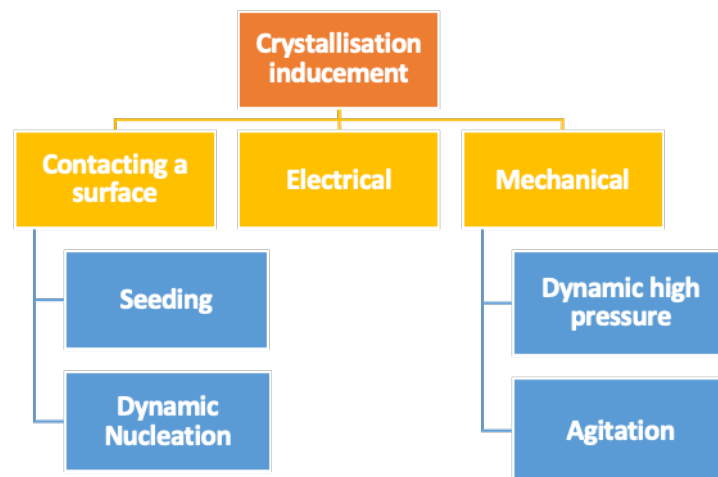 Crystallisation
inducement
Contacting a
surface
Electrical
Mechanical
Seeding
Dynamic high
pressure
Dynamic
Nucleation
Agitation